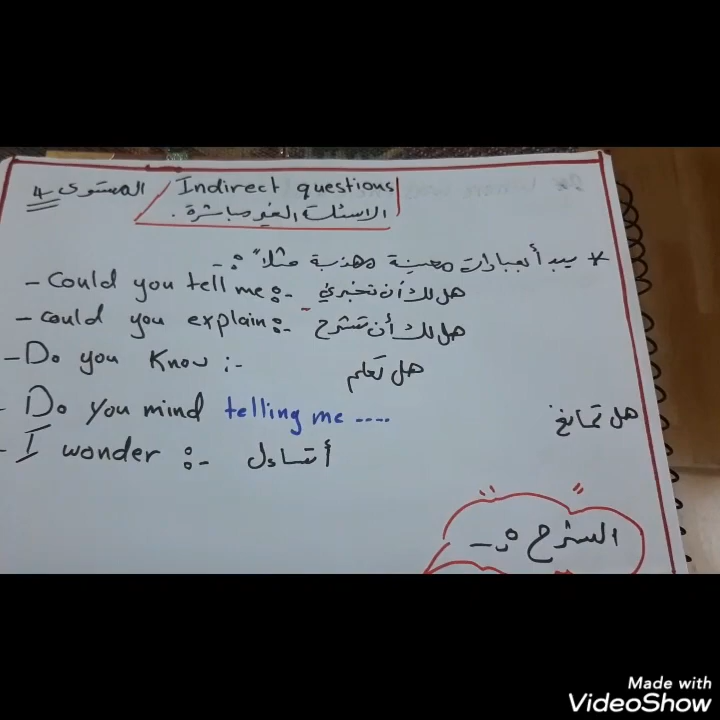 Indirect questions / المستوى 4
الاسئلة الغير مباشرة.
* يبدأ بعبارات معينة مهذبة مثلاً :-
- Could you tell me :- هل لك أن تخبرني
- Could you explain :- هل لك أن تشرح
- Do you know :- هل تعلم
- Do you mind telling me .... هل تمانع
- I wonder :- أتساءل
الشرح :-
Made with
VideoShow